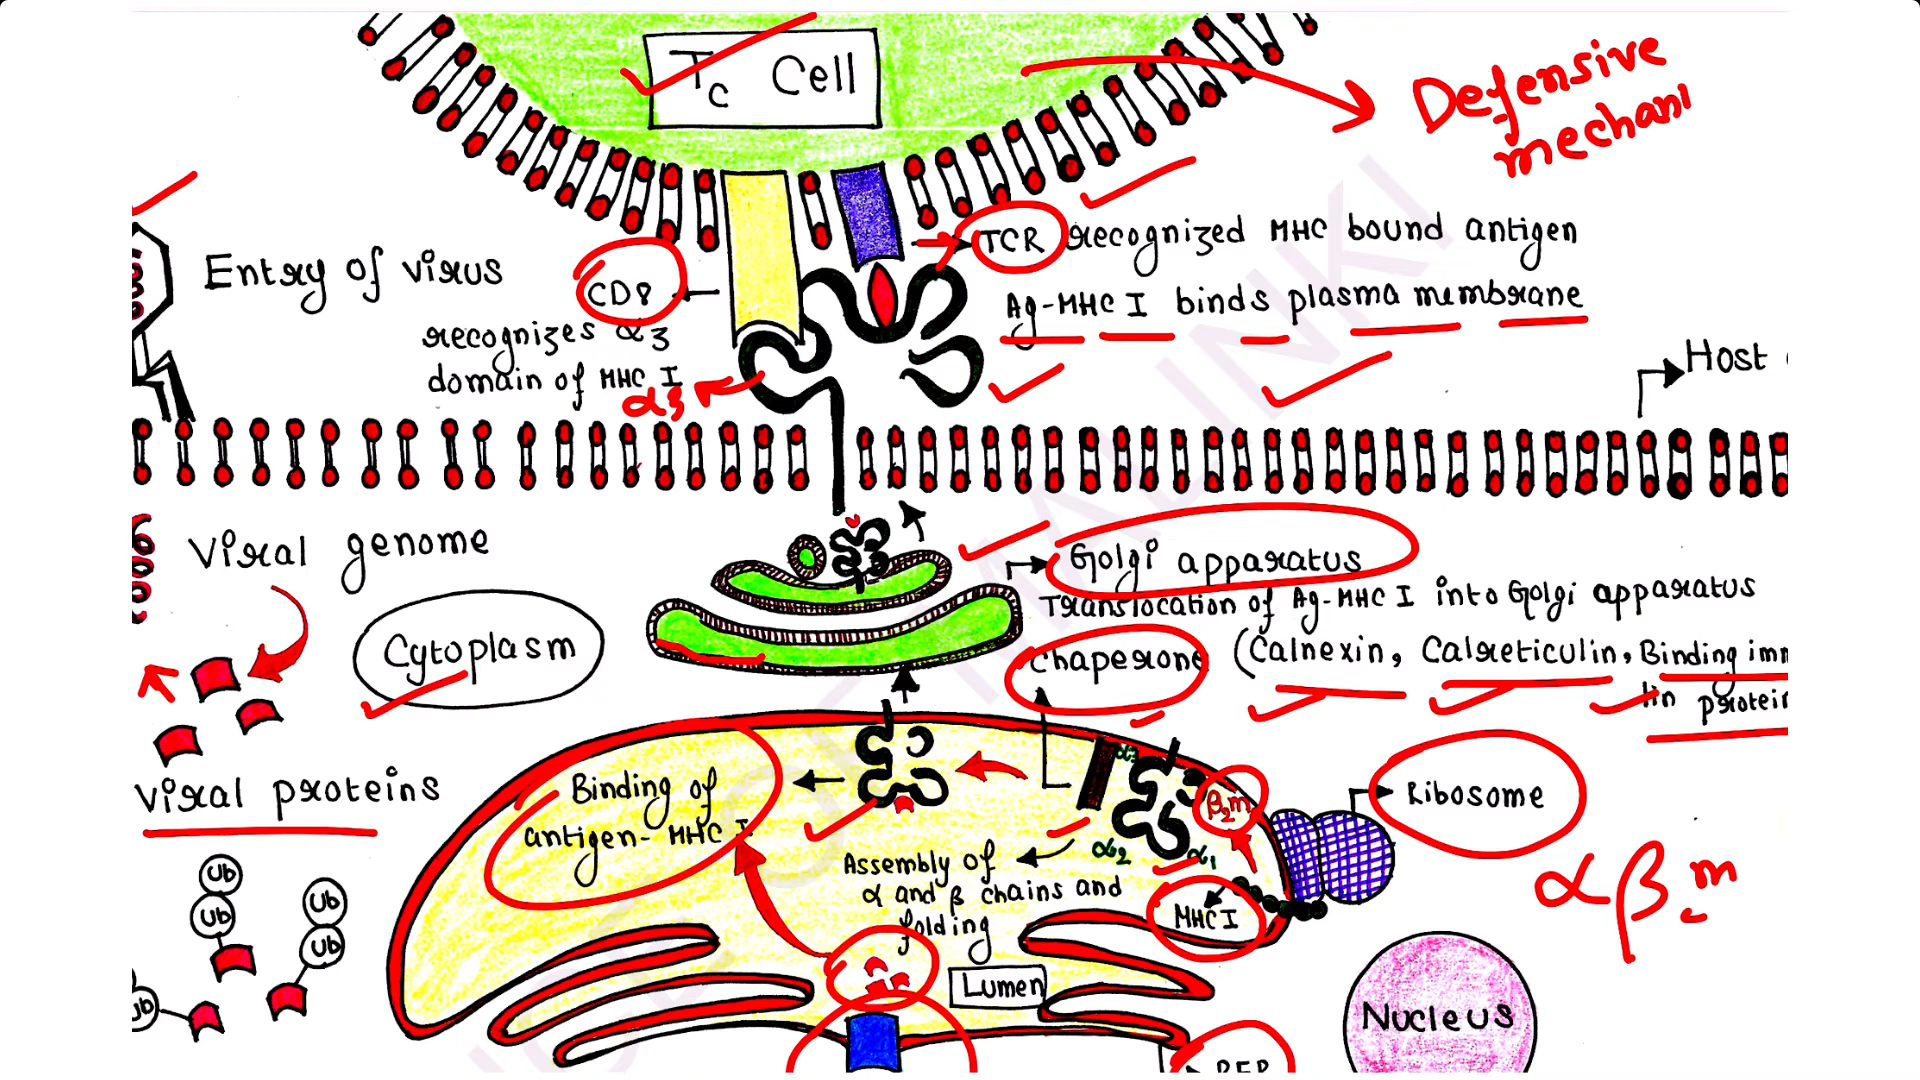 Tc Cell
Defensive
mechani
Entry of virus
CD8
recognizes α3
domain of MHC I
α3
TCR recognized MHC bound antigen
Ag-MHC I binds plasma membrane
Host
Viral genome
Cytoplasm
Golgi apparatus
Translocation of Ag-MHC I into Golgi apparatus
Chaperone (Calnexin, Calreticulin, Binding imm
lin protein
Viral proteins
Binding of
antigen- MHC I
Assembly of
α and β chains and
folding
α3
α2
α1
β2m
MHC I
Ribosome
α β2m
Ub
Ub
Ub
Ub
Ub
Lumen
Nucleus
RER